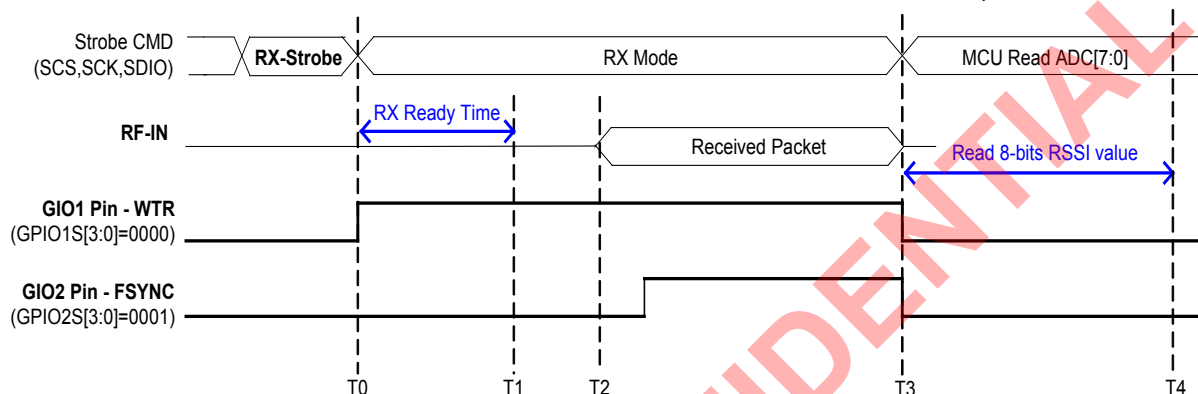 Strobe CMD
(SCS,SCK,SDIO)
RX-Strobe
RX Mode
MCU Read ADC[7:0]
RX Ready Time
RF-IN
Received Packet
Read 8-bits RSSI value
GIO1 Pin - WTR
(GPIO1S[3:0]=0000)
GIO2 Pin - FSYNC
(GPIO2S[3:0]=0001)
T0
T1
T2
T3
T4